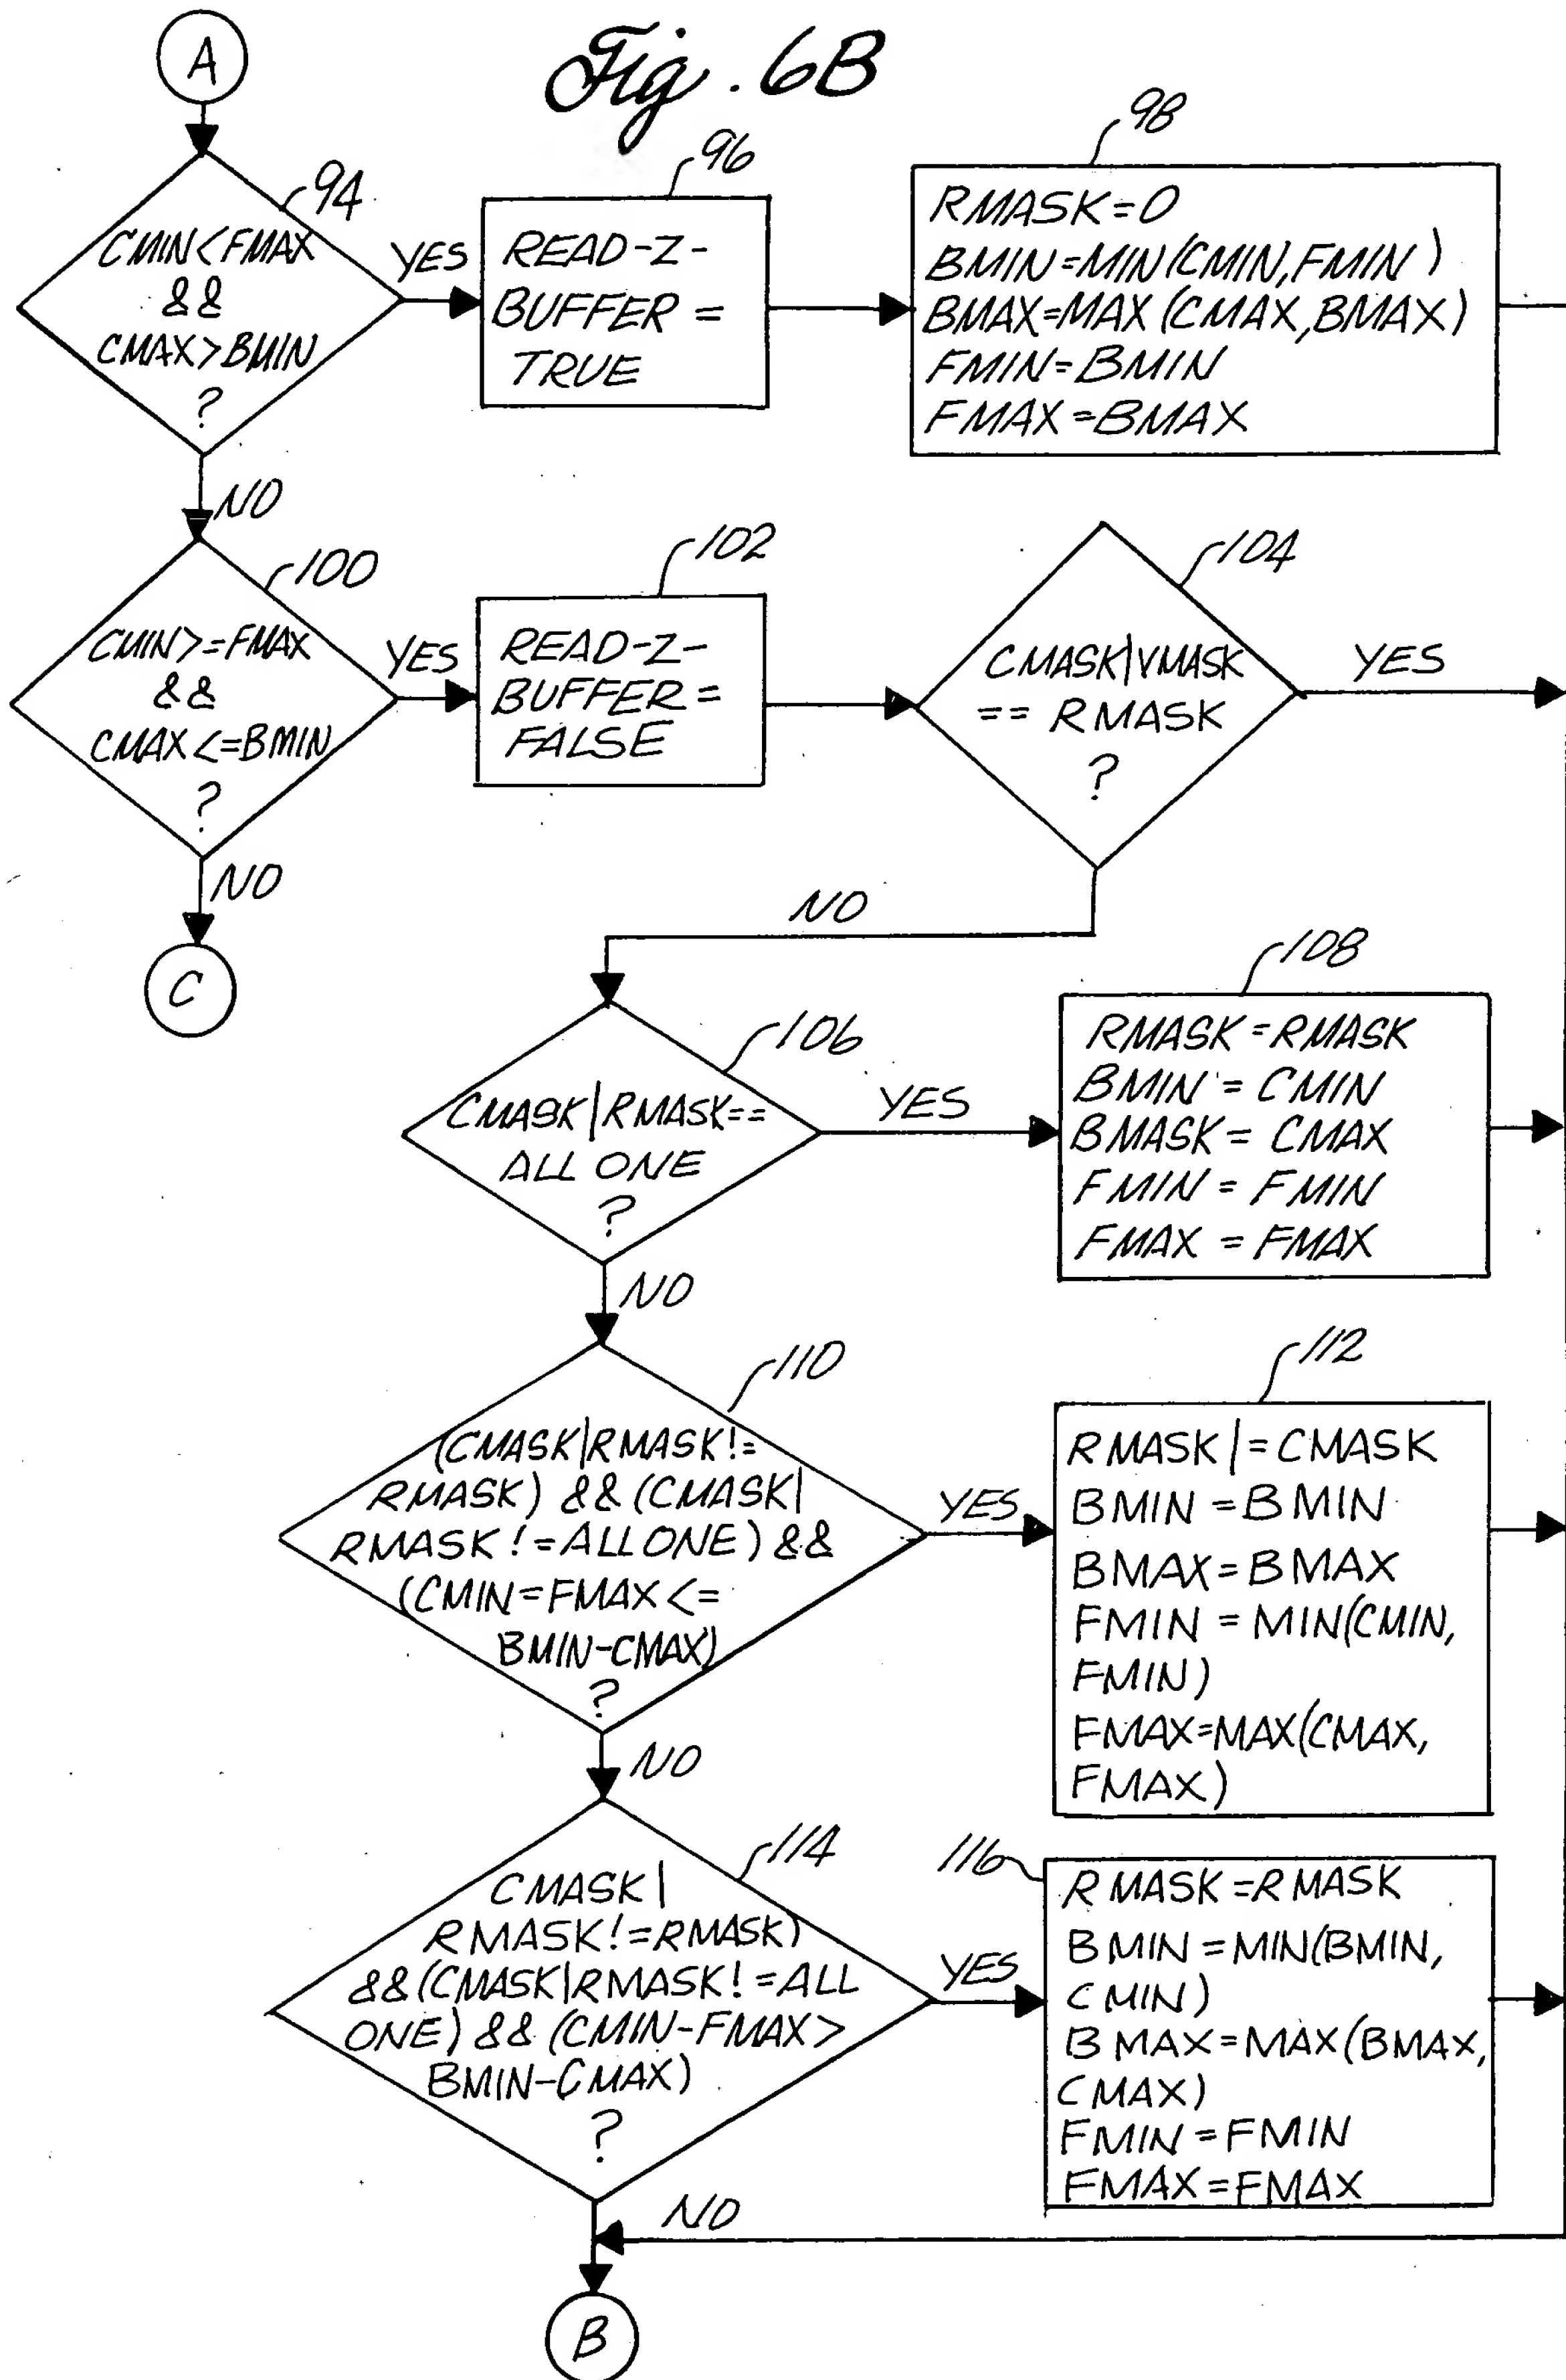 Fig. 6B
A
94
CMIN<FMAX
&&
CMAX>BMIN
?
YES
96
READ-Z-
BUFFER =
TRUE
98
RMASK=0
BMIN=MIN(CMIN,FMIN)
BMAX=MAX(CMAX,BMAX)
FMIN=BMIN
FMAX=BMAX
NO
100
CMIN>=FMAX
&&
CMAX<=BMIN
?
YES
102
READ-Z-
BUFFER =
FALSE
104
CMASK|VMASK
== RMASK
?
YES
NO
C
NO
106
CMASK|RMASK==
ALL ONE
?
YES
108
RMASK=RMASK
BMIN = CMIN
BMASK = CMAX
FMIN = FMIN
FMAX = FMAX
NO
110
(CMASK|RMASK!=
RMASK) && (CMASK|
RMASK!=ALL ONE) &&
(CMIN=FMAX<=
BMIN-CMAX)
?
YES
112
RMASK|=CMASK
BMIN=BMIN
BMAX=BMAX
FMIN = MIN(CMIN,
FMIN)
FMAX=MAX(CMAX,
FMAX)
NO
114
CMASK|
RMASK!=RMASK)
&&(CMASK|RMASK!=ALL
ONE) && (CMIN-FMAX>
BMIN-CMAX)
?
YES
116
RMASK=RMASK
BMIN=MIN(BMIN,
CMIN)
BMAX=MAX(BMAX,
CMAX)
FMIN=FMIN
FMAX=FMAX
NO
B